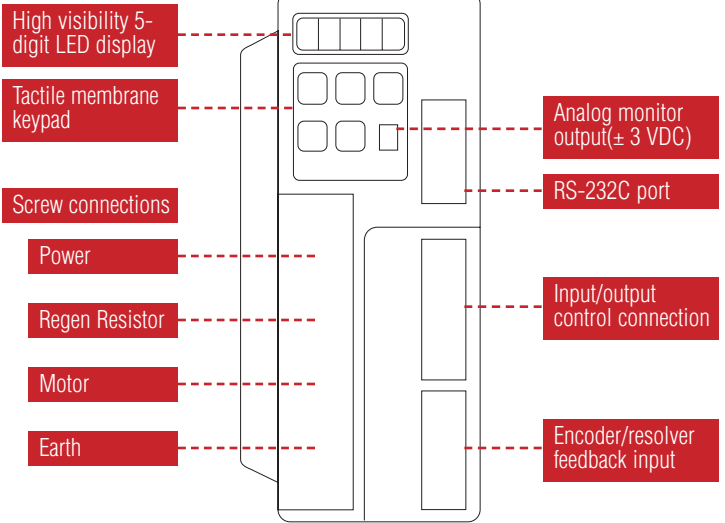 High visibility 5-
digit LED display
Tactile membrane
keypad
Screw connections
Power
Regen Resistor
Motor
Earth
Analog monitor
output(± 3 VDC)
RS-232C port
Input/output
control connection
Encoder/resolver
feedback input